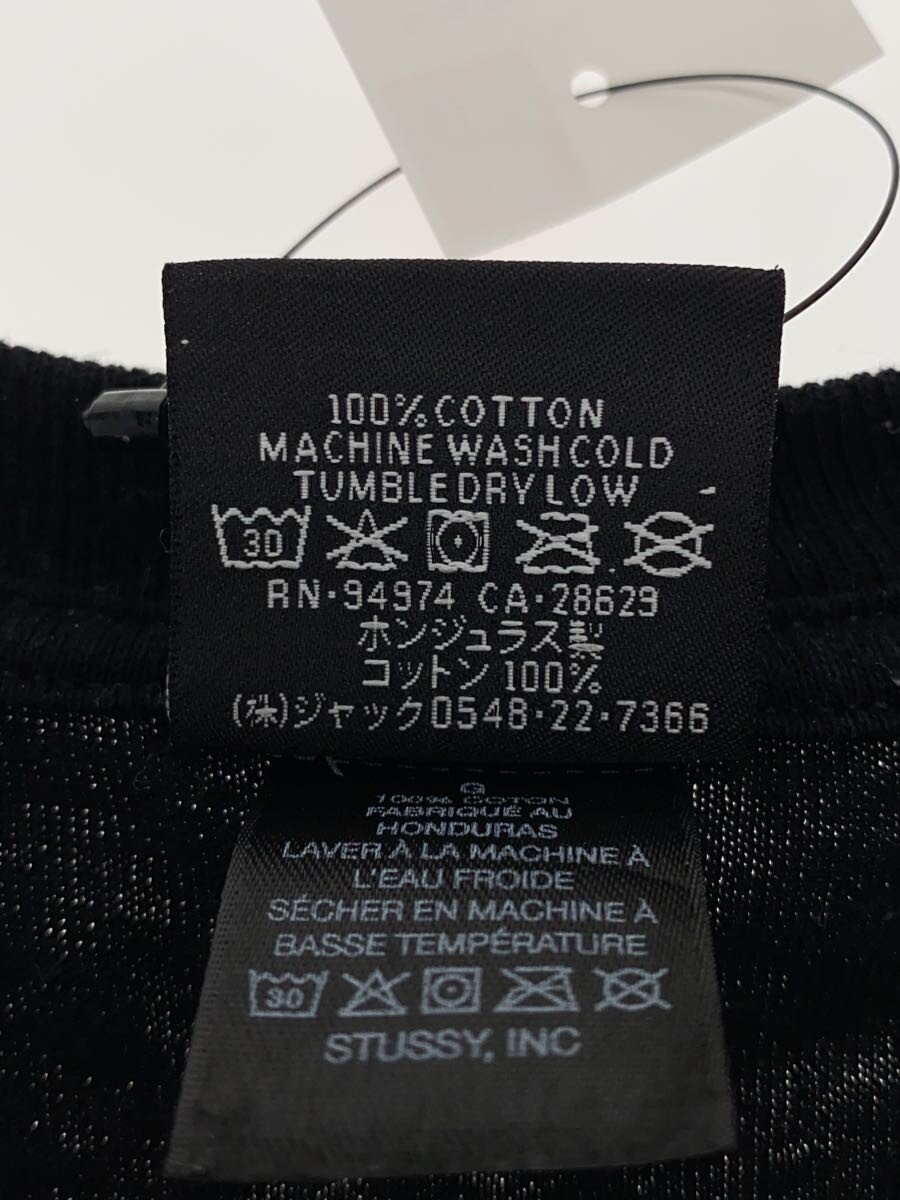 100% COTTON
MACHINE WASH COLD
TUMBLE DRY LOW
30
RN·94974 CA·28629
ホンジュラス製
コットン 100%
(株)ジャック0548·22·7366
G
100% COTON
FABRIQUÉ AU
HONDURAS
LAVER À LA MACHINE À
L'EAU FROIDE
SÉCHER EN MACHINE À
BASSE TEMPÉRATURE
30
STUSSY, INC